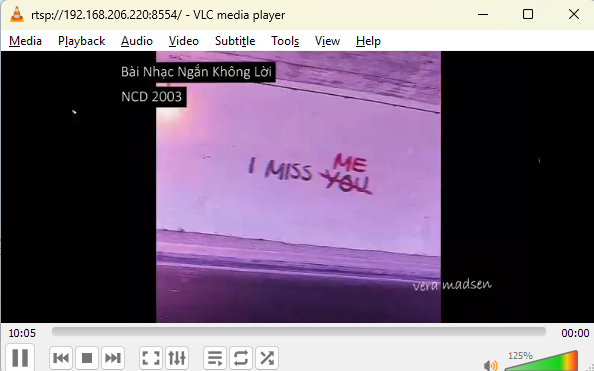 rtsp://192.168.206.220:8554/ - VLC media player
Media Playback Audio Video Subtitle Tools View Help
Bài Nhạc Ngắn Không Lời
NCD 2003
ME
I MISS YOU
vera madsen
10:05 00:00
125%